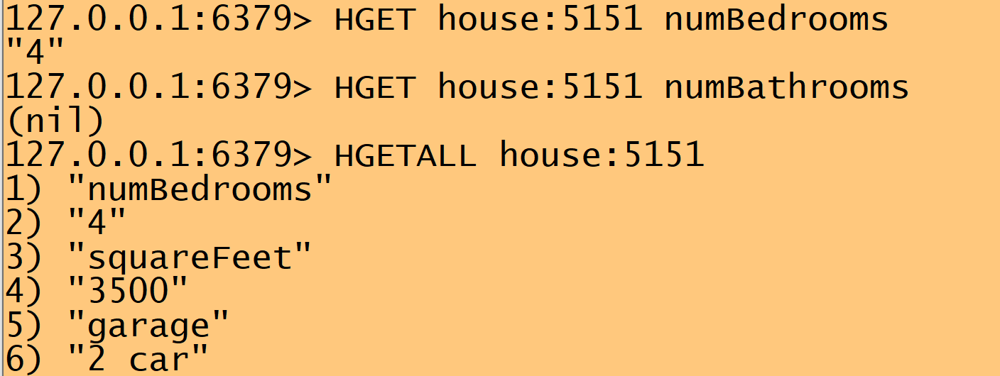 127.0.0.1:6379> HGET house:5151 numBedrooms
"4"
127.0.0.1:6379> HGET house:5151 numBathrooms
(nil)
127.0.0.1:6379> HGETALL house:5151
1) "numBedrooms"
2) "4"
3) "squareFeet"
4) "3500"
5) "garage"
6) "2 car"